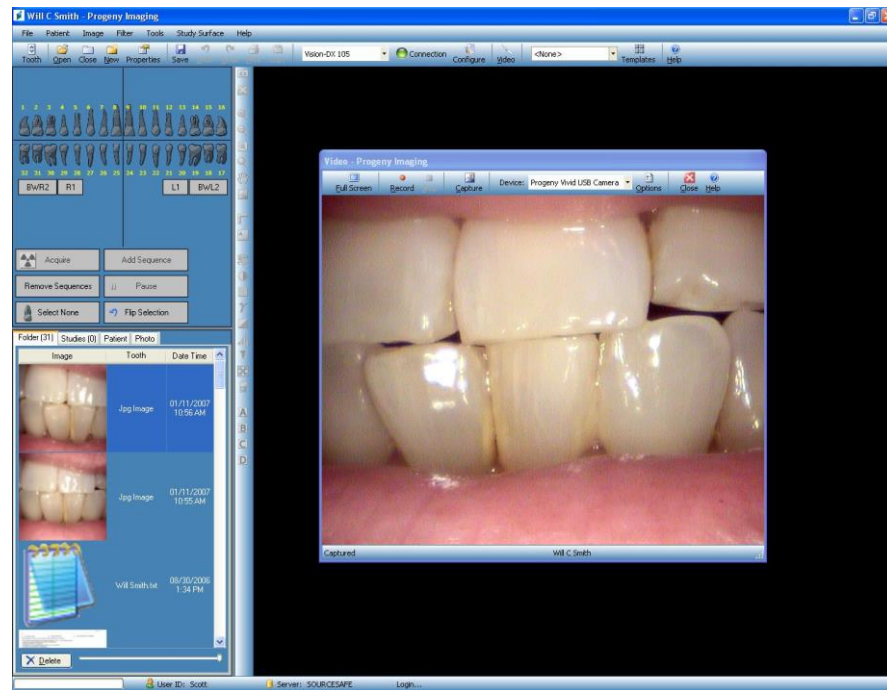 Will C Smith - Progeny Imaging
File Patient Image Filter Tools Study Surface Help
Tooth Open Close New Properties Save Vision-DX 105 Connection Configure Video <None> Templates Help
1 2 3 4 5 6 7 8 9 10 11 12 13 14 15 16
32 31 30 29 28 27 26 25 24 23 22 21 20 19 18 17
BWR2 R1 L1 BWL2
Acquire Add Sequence
Remove Sequences Pause
Select None Flip Selection
Folder (31) Studies (0) Patient Photo
Image Tooth Date Time
Jpg Image 01/11/2007
10:56 AM
Jpg Image 01/11/2007
10:55 AM
Will Smith.txt 08/30/2006
1:34 PM
Delete
A
B
C
D
Video - Progeny Imaging
Full Screen Record Capture Device: Progeny Vivid USB Camera Options Close Help
Captured Will C Smith
User ID: Scott Server: SOURCESAFE Login...